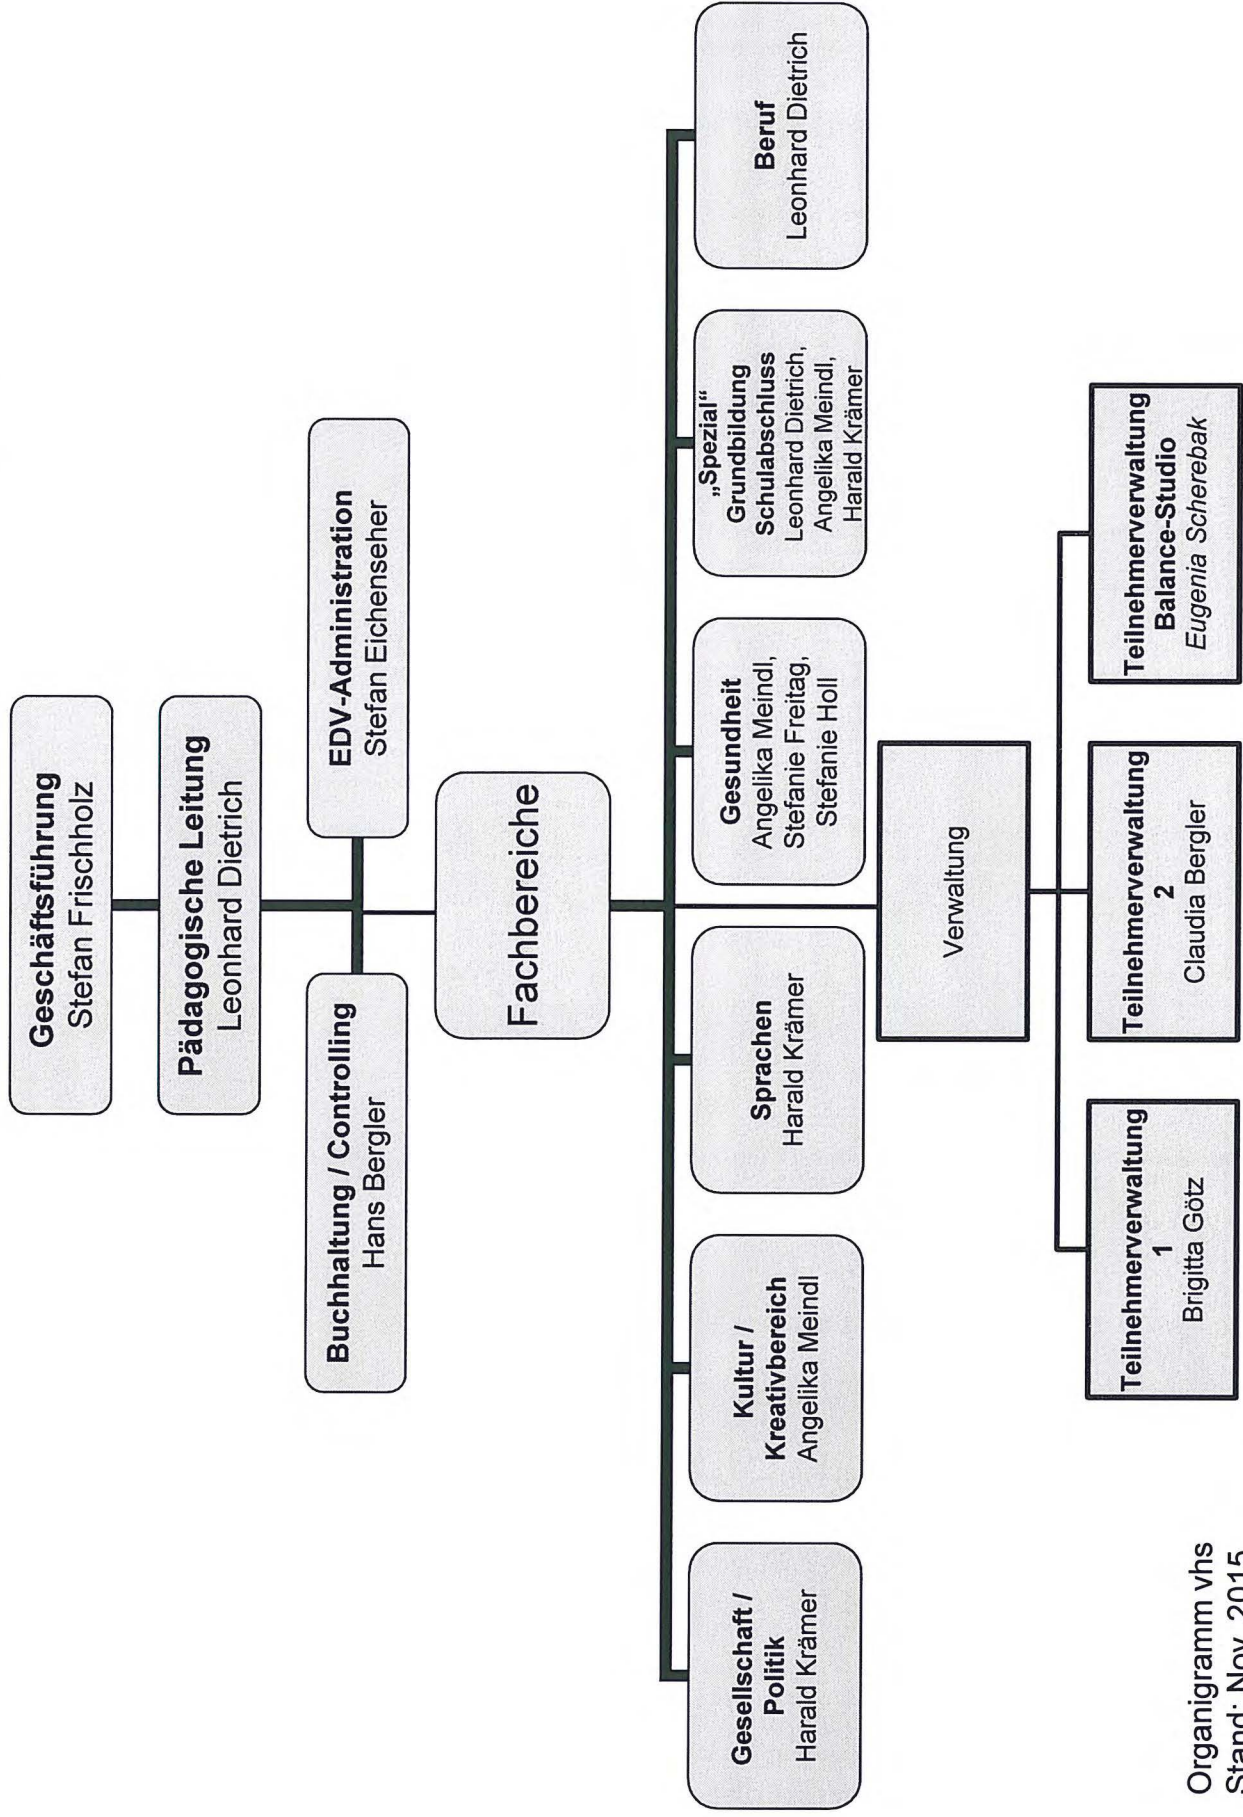 Geschäftsführung
Stefan Frischholz
Pädagogische Leitung
Leonhard Dietrich
Buchhaltung / Controlling
Hans Bergler
EDV-Administration
Stefan Eichenseher
Fachbereiche
Gesellschaft /
Politik
Harald Krämer
Kultur /
Kreativbereich
Angelika Meindl
Sprachen
Harald Krämer
Gesundheit
Angelika Meindl,
Stefanie Freitag,
Stefanie Holl
„Spezial“
Grundbildung
Schulabschluss
Leonhard Dietrich,
Angelika Meindl,
Harald Krämer
Beruf
Leonhard Dietrich
Verwaltung
Teilnehmerverwaltung
1
Brigitta Götz
Teilnehmerverwaltung
2
Claudia Bergler
Teilnehmerverwaltung
Balance-Studio
Eugenia Scherebak
Organigramm vhs
Stand: Nov. 2015